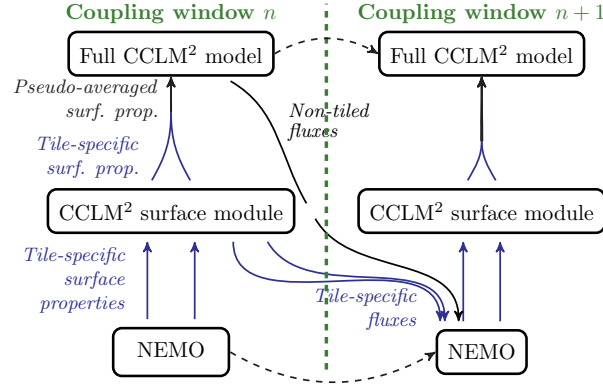 Coupling window n
Coupling window n + 1
Full CCLM² model
Full CCLM² model
Pseudo-averaged
surf. prop.
Non-tiled
fluxes
Tile-specific
surf. prop.
CCLM² surface module
CCLM² surface module
Tile-specific
surface
properties
Tile-specific
fluxes
NEMO
NEMO